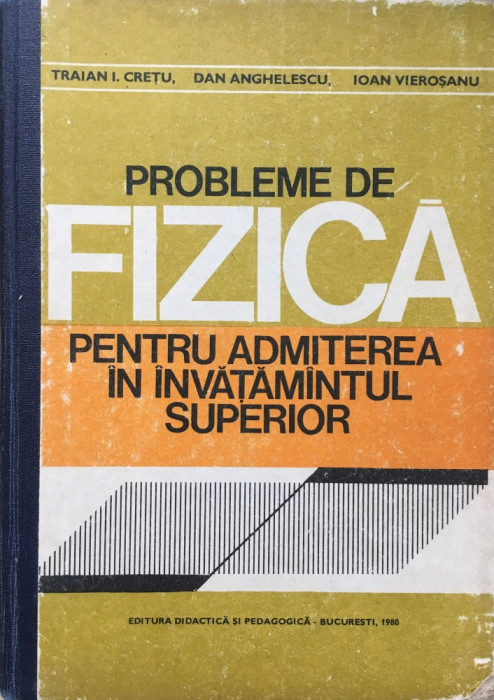 TRAIAN I. CREȚU, DAN ANGHELESCU, IOAN VIEROȘANU
PROBLEME DE
FIZICĂ
PENTRU ADMITEREA
ÎN ÎNVĂȚĂMÎNTUL
SUPERIOR
EDITURA DIDACTICĂ ȘI PEDAGOGICĂ - BUCUREȘTI, 1980